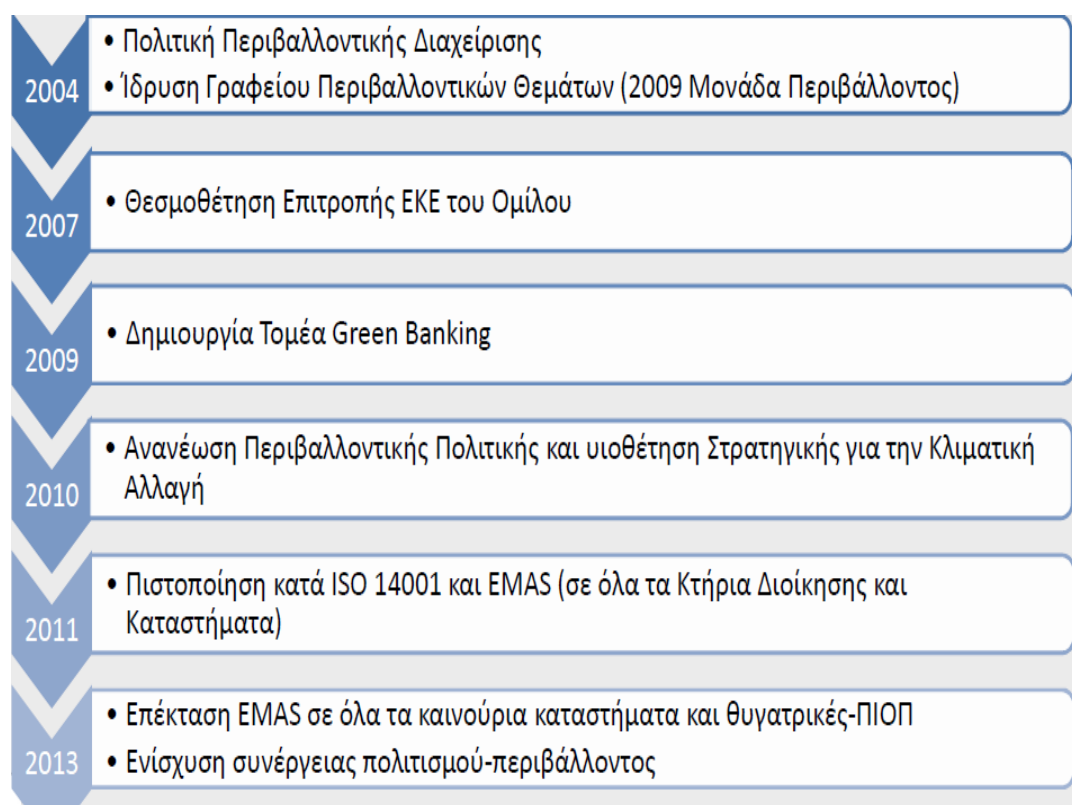 2004
• Πολιτική Περιβαλλοντικής Διαχείρισης
• Ίδρυση Γραφείου Περιβαλλοντικών Θεμάτων (2009 Μονάδα Περιβάλλοντος)
2007
• Θεσμοθέτηση Επιτροπής ΕΚΕ του Ομίλου
2009
• Δημιουργία Τομέα Green Banking
2010
• Ανανέωση Περιβαλλοντικής Πολιτικής και υιοθέτηση Στρατηγικής για την Κλιματική
Αλλαγή
2011
• Πιστοποίηση κατά ISO 14001 και EMAS (σε όλα τα Κτήρια Διοίκησης και
Καταστήματα)
2013
• Επέκταση EMAS σε όλα τα καινούρια καταστήματα και θυγατρικές-ΠΙΟΠ
• Ενίσχυση συνέργειας πολιτισμού-περιβάλλοντος